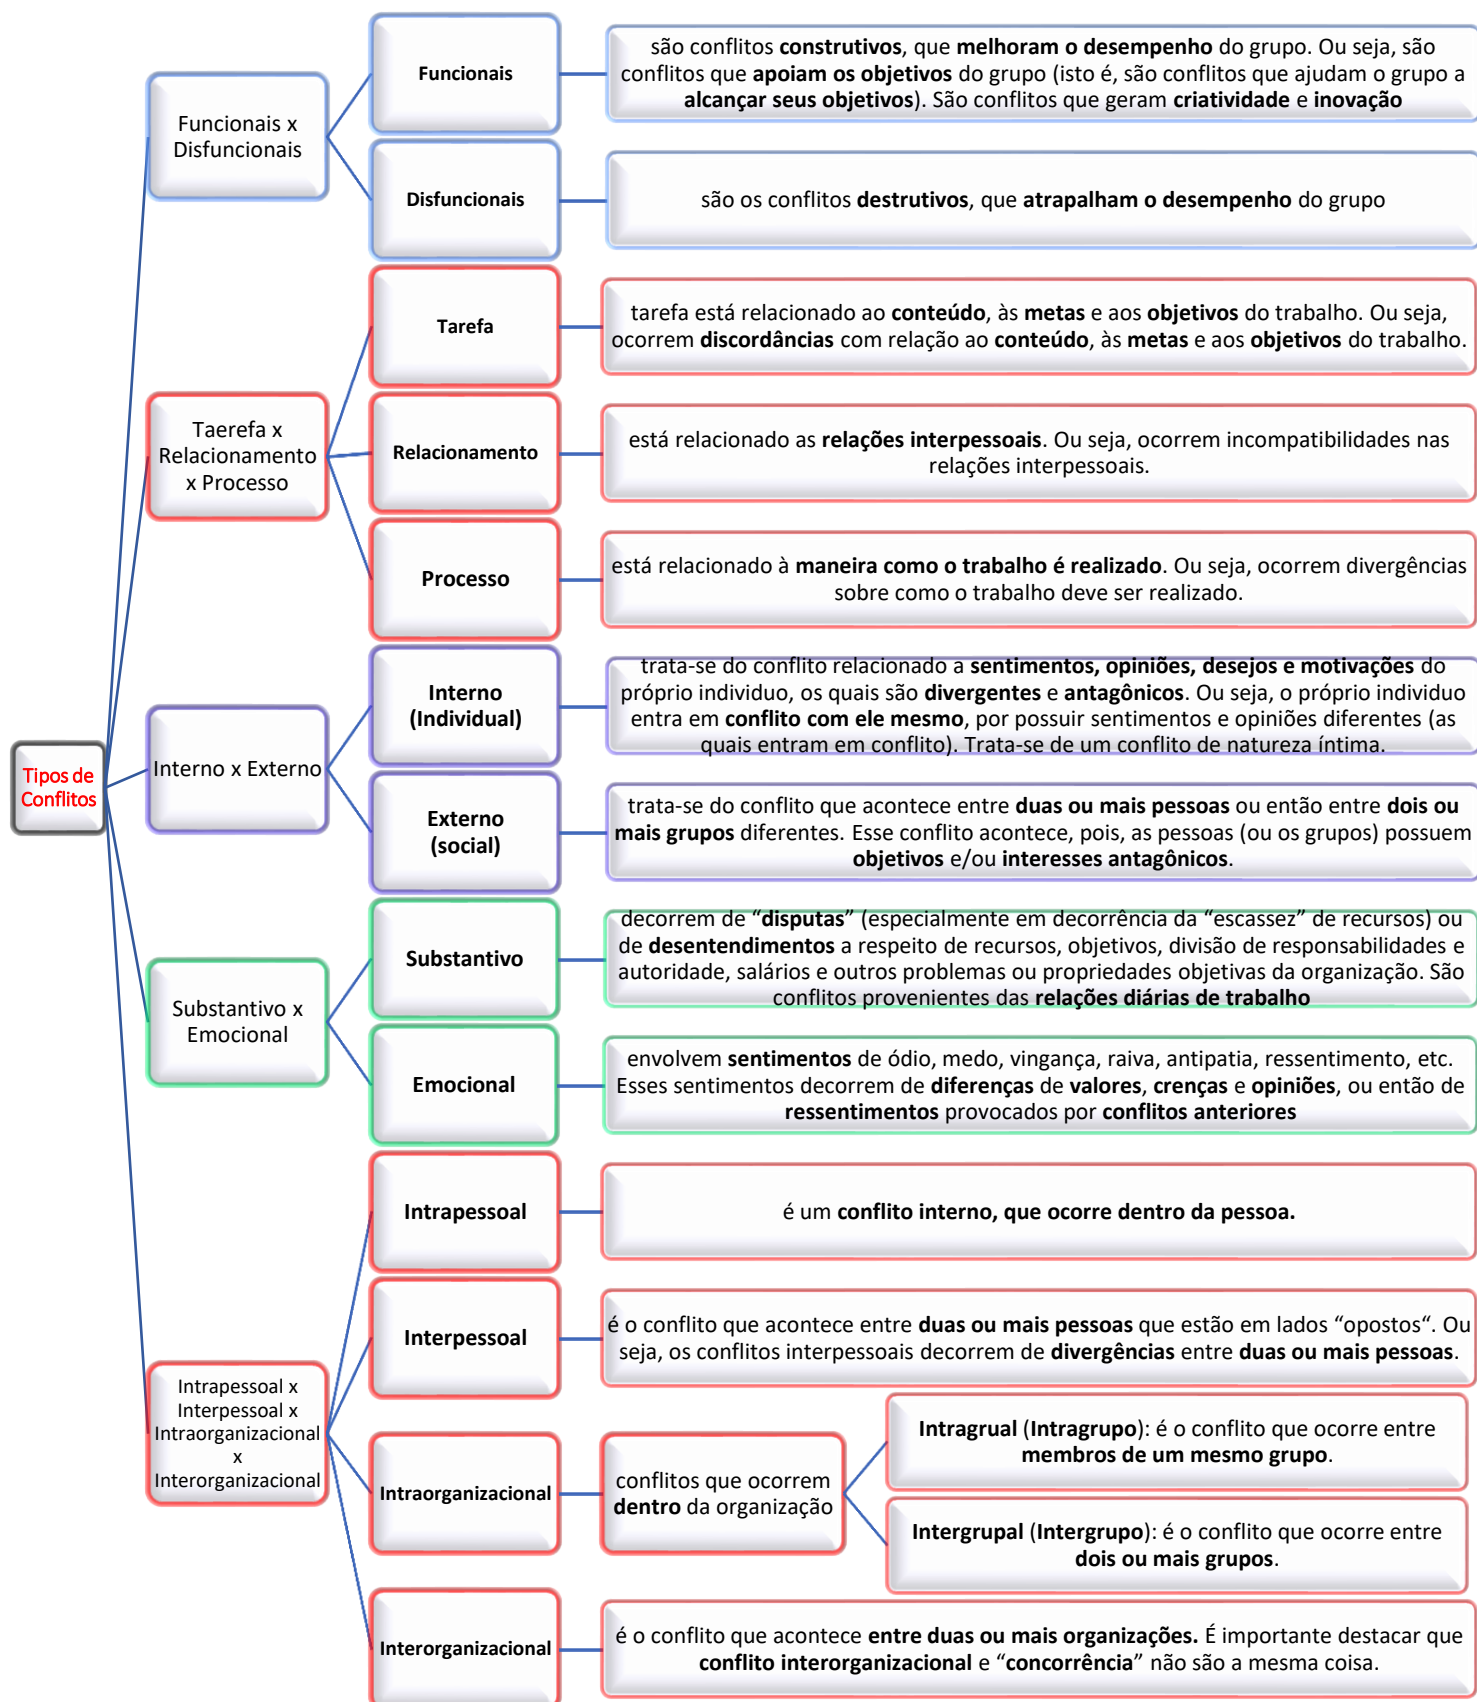 Tipos de
Conflitos
Funcionais x
Disfuncionais
Funcionais
são conflitos construtivos, que melhoram o desempenho do grupo. Ou seja, são
conflitos que apoiam os objetivos do grupo (isto é, são conflitos que ajudam o grupo a
alcançar seus objetivos). São conflitos que geram criatividade e inovação
Disfuncionais
são os conflitos destrutivos, que atrapalham o desempenho do grupo
Taerefa x
Relacionamento
x Processo
Tarefa
tarefa está relacionado ao conteúdo, às metas e aos objetivos do trabalho. Ou seja,
ocorrem discordâncias com relação ao conteúdo, às metas e aos objetivos do trabalho.
Relacionamento
está relacionado as relações interpessoais. Ou seja, ocorrem incompatibilidades nas
relações interpessoais.
Processo
está relacionado à maneira como o trabalho é realizado. Ou seja, ocorrem divergências
sobre como o trabalho deve ser realizado.
Interno x Externo
Interno
(Individual)
trata-se do conflito relacionado a sentimentos, opiniões, desejos e motivações do
próprio individuo, os quais são divergentes e antagônicos. Ou seja, o próprio individuo
entra em conflito com ele mesmo, por possuir sentimentos e opiniões diferentes (as
quais entram em conflito). Trata-se de um conflito de natureza íntima.
Externo
(social)
trata-se do conflito que acontece entre duas ou mais pessoas ou então entre dois ou
mais grupos diferentes. Esse conflito acontece, pois, as pessoas (ou os grupos) possuem
objetivos e/ou interesses antagônicos.
Substantivo x
Emocional
Substantivo
decorrem de “disputas” (especialmente em decorrência da “escassez” de recursos) ou
de desentendimentos a respeito de recursos, objetivos, divisão de responsabilidades e
autoridade, salários e outros problemas ou propriedades objetivas da organização. São
conflitos provenientes das relações diárias de trabalho
Emocional
envolvem sentimentos de ódio, medo, vingança, raiva, antipatia, ressentimento, etc.
Esses sentimentos decorrem de diferenças de valores, crenças e opiniões, ou então de
ressentimentos provocados por conflitos anteriores
Intrapessoal x
Interpessoal x
Intraorganizacional
x
Interorganizacional
Intrapessoal
é um conflito interno, que ocorre dentro da pessoa.
Interpessoal
é o conflito que acontece entre duas ou mais pessoas que estão em lados “opostos“. Ou
seja, os conflitos interpessoais decorrem de divergências entre duas ou mais pessoas.
Intraorganizacional
conflitos que ocorrem
dentro da organização
Intragrual (Intragrupo): é o conflito que ocorre entre
membros de um mesmo grupo.
Intergrupal (Intergrupo): é o conflito que ocorre entre
dois ou mais grupos.
Interorganizacional
é o conflito que acontece entre duas ou mais organizações. É importante destacar que
conflito interorganizacional e “concorrência” não são a mesma coisa.